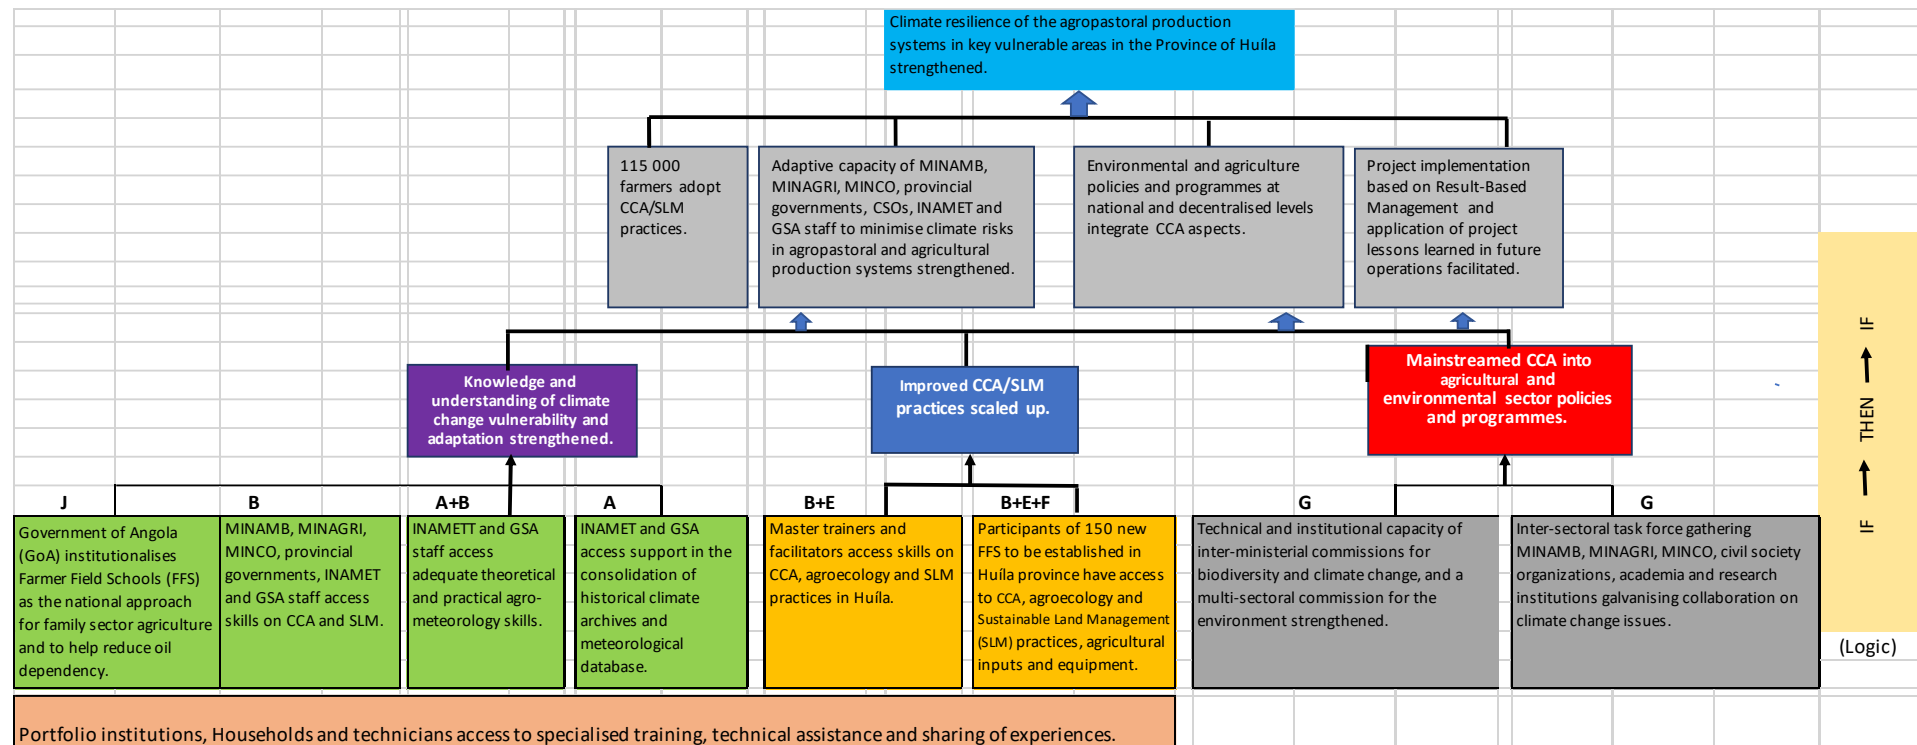 Climate resilience of the agropastoral production
systems in key vulnerable areas in the Province of Huíla
strengthened.
115 000
farmers adopt
CCA/SLM
practices.
Adaptive capacity of MINAMB,
MINAGRI, MINCO, provincial
governments, CSOs, INAMET and
GSA staff to minimise climate risks
in agropastoral and agricultural
production systems strengthened.
Environmental and agriculture
policies and programmes at
national and decentralised levels
integrate CCA aspects.
Project implementation
based on Result-Based
Management and
application of project
lessons learned in future
operations facilitated.
Knowledge and
understanding of climate
change vulnerability and
adaptation strengthened.
Improved CCA/SLM
practices scaled up.
Mainstreamed CCA into
agricultural and
environmental sector policies
and programmes.
IF THEN IF
(Logic)
J
B
A+B
A
B+E
B+E+F
G
G
Government of Angola
(GoA) institutionalises
Farmer Field Schools (FFS)
as the national approach
for family sector agriculture
and to help reduce oil
dependency.
MINAMB, MINAGRI,
MINCO, provincial
governments, INAMET
and GSA staff access
skills on CCA and SLM.
INAMETT and GSA
staff access
adequate theoretical
and practical agro-
meteorology skills.
INAMET and GSA
access support in the
consolidation of
historical climate
archives and
meteorological
database.
Master trainers and
facilitators access skills on
CCA, agroecology and SLM
practices in Huíla.
Participants of 150 new
FFS to be established in
Huíla province have access
to CCA, agroecology and
Sustainable Land Management
(SLM) practices, agricultural
inputs and equipment.
Technical and institutional capacity of
inter-ministerial commissions for
biodiversity and climate change, and a
multi-sectoral commission for the
environment strengthened.
Inter-sectoral task force gathering
MINAMB, MINAGRI, MINCO, civil society
organizations, academia and research
institutions galvanising collaboration on
climate change issues.
Portfolio institutions, Households and technicians access to specialised training, technical assistance and sharing of experiences.